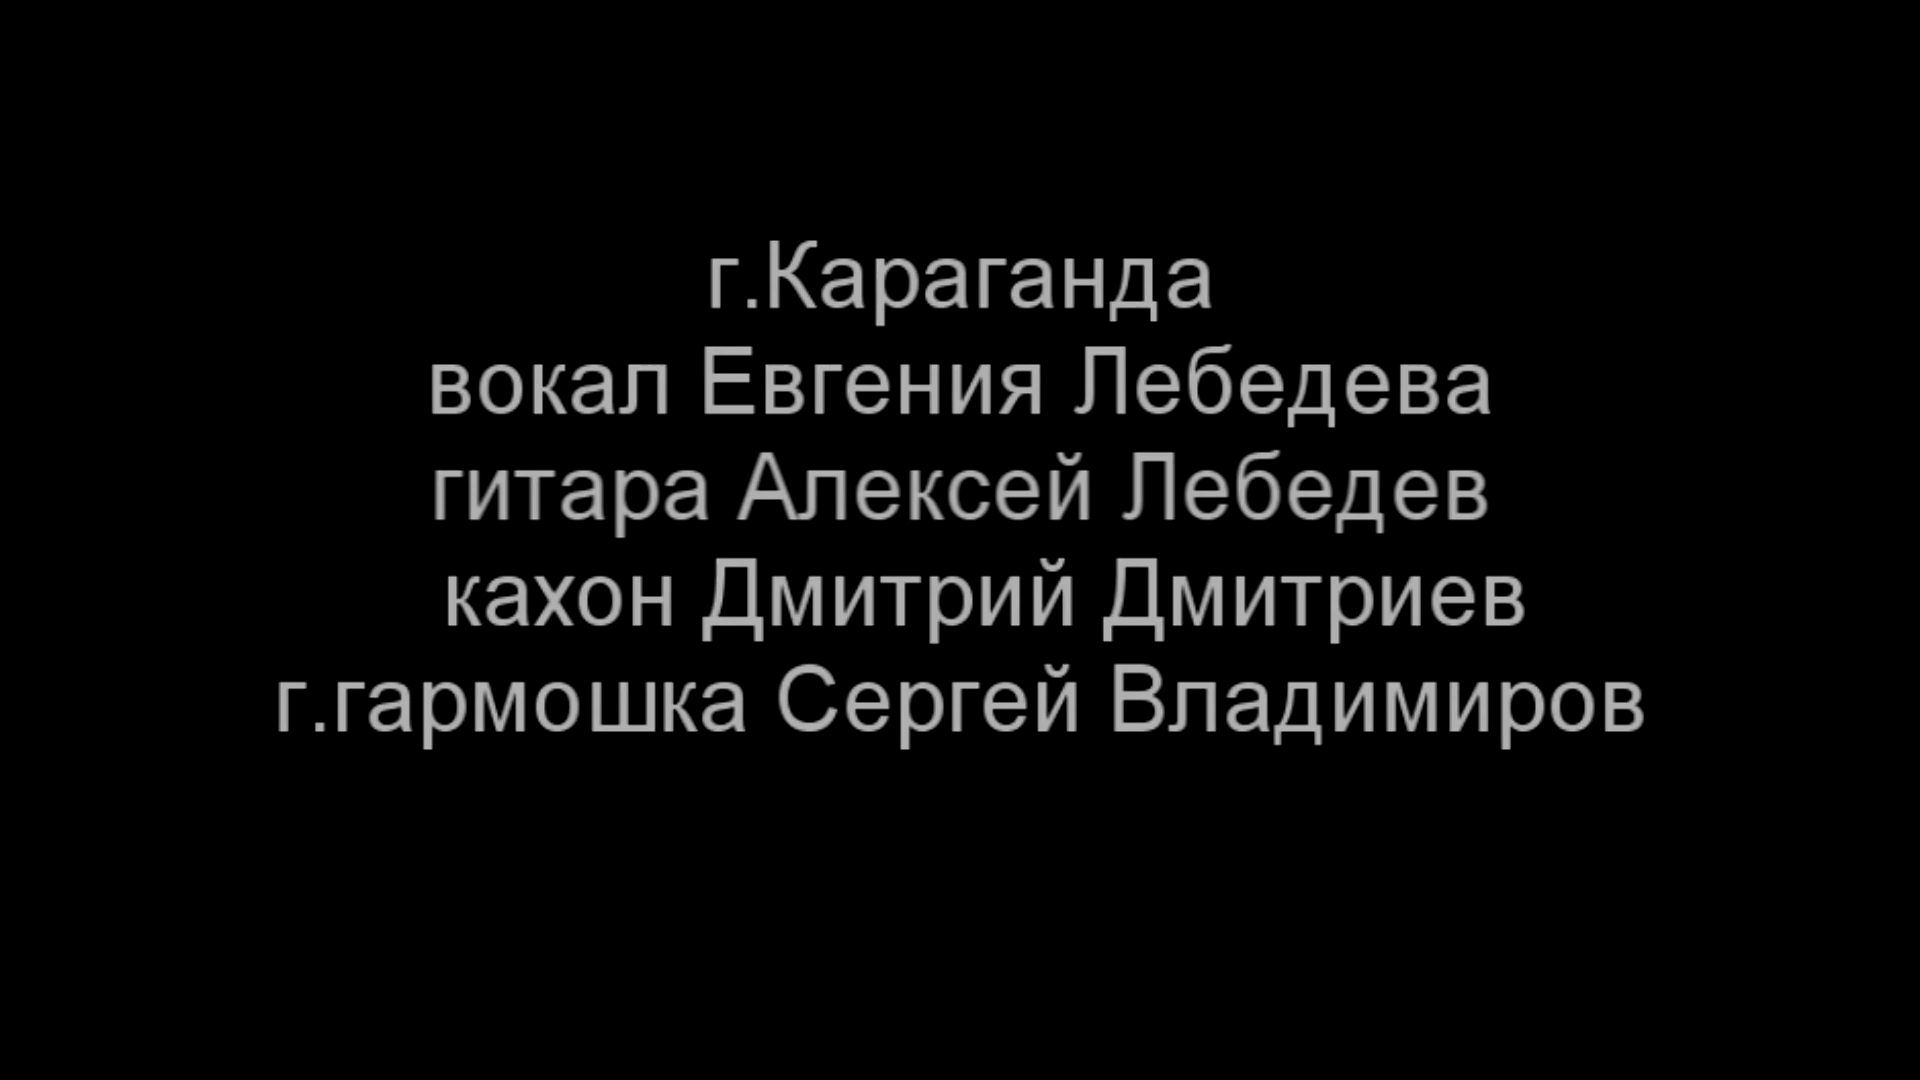 г.Караганда
вокал Евгения Лебедева
гитара Алексей Лебедев
кахон Дмитрий Дмитриев
г.гармошка Сергей Владимиров